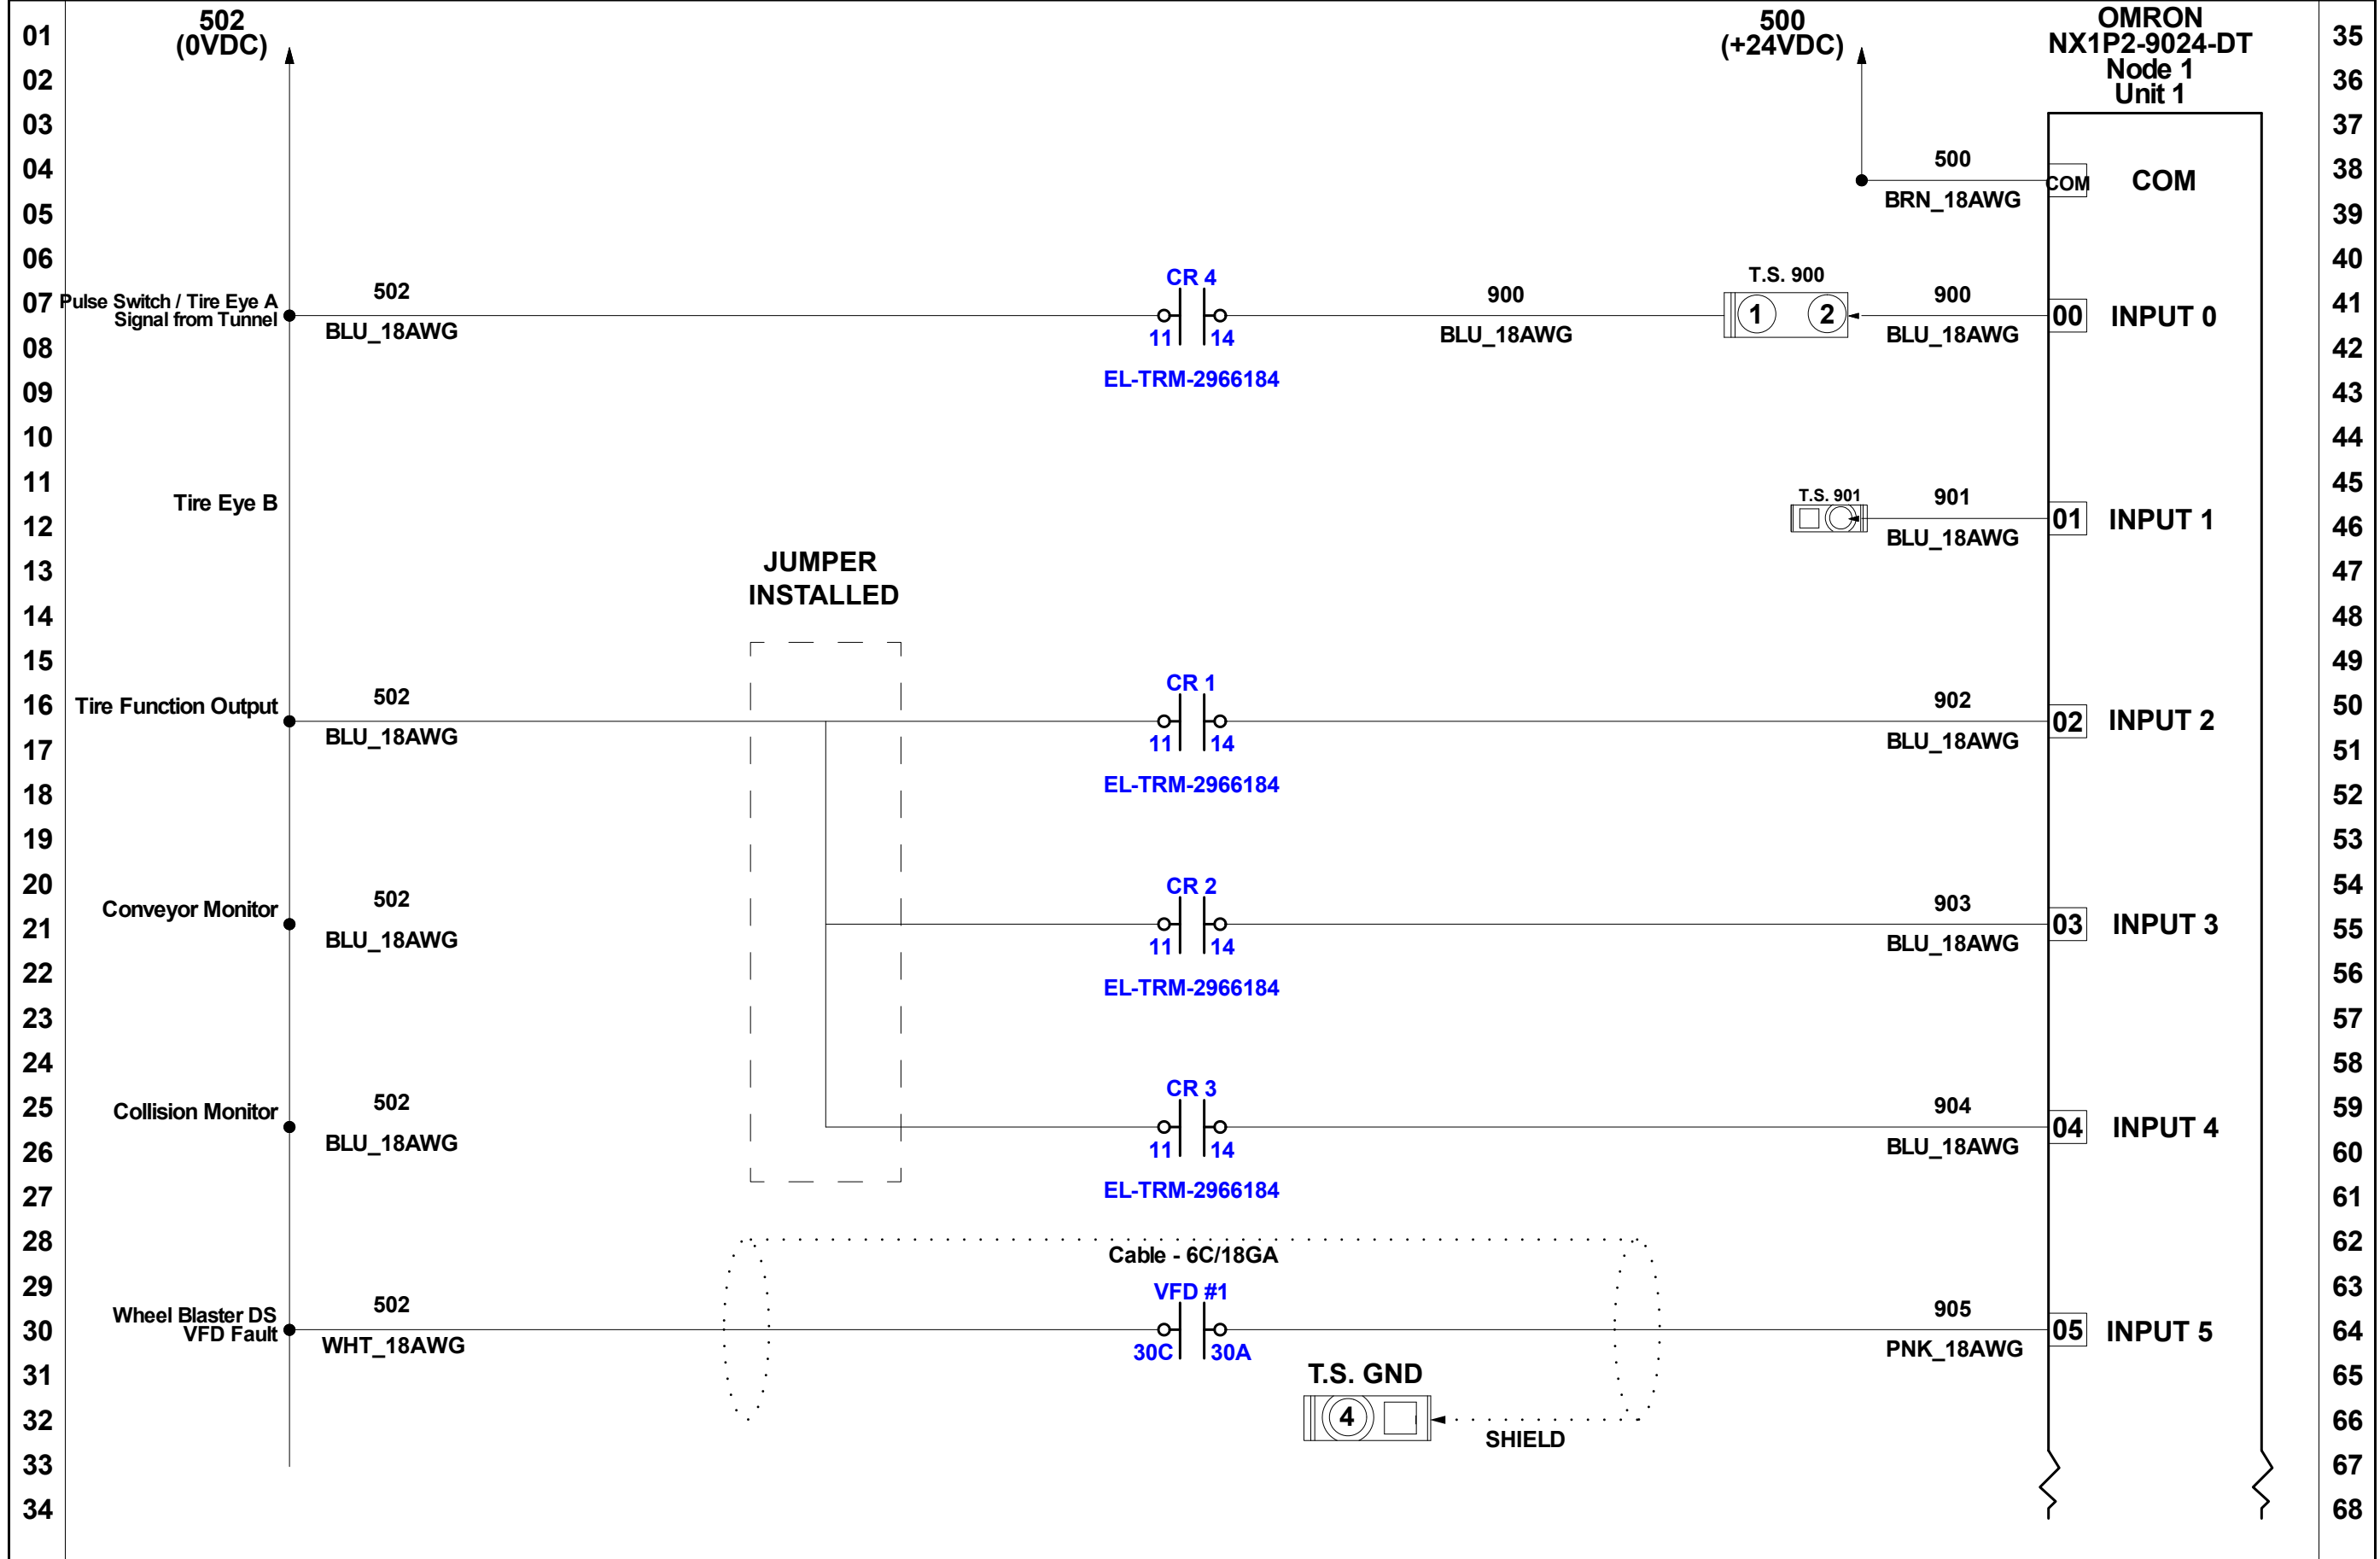 01
02
03
04
05
06
07
08
09
10
11
12
13
14
15
16
17
18
19
20
21
22
23
24
25
26
27
28
29
30
31
32
33
34
502
(0VDC)
500
(+24VDC)
OMRON
NX1P2-9024-DT
Node 1
Unit 1
500
BRN_18AWG
COM
COM
Pulse Switch / Tire Eye A
Signal from Tunnel
502
BLU_18AWG
CR 4
11 14
EL-TRM-2966184
900
BLU_18AWG
T.S. 900
1 2
900
BLU_18AWG
00
INPUT 0
Tire Eye B
T.S. 901
901
BLU_18AWG
01
INPUT 1
JUMPER
INSTALLED
Tire Function Output
502
BLU_18AWG
CR 1
11 14
EL-TRM-2966184
902
BLU_18AWG
02
INPUT 2
Conveyor Monitor
502
BLU_18AWG
CR 2
11 14
EL-TRM-2966184
903
BLU_18AWG
03
INPUT 3
Collision Monitor
502
BLU_18AWG
CR 3
11 14
EL-TRM-2966184
904
BLU_18AWG
04
INPUT 4
Cable - 6C/18GA
Wheel Blaster DS
VFD Fault
502
WHT_18AWG
VFD #1
30C 30A
905
PNK_18AWG
05
INPUT 5
T.S. GND
4
SHIELD
35
36
37
38
39
40
41
42
43
44
45
46
47
48
49
50
51
52
53
54
55
56
57
58
59
60
61
62
63
64
65
66
67
68